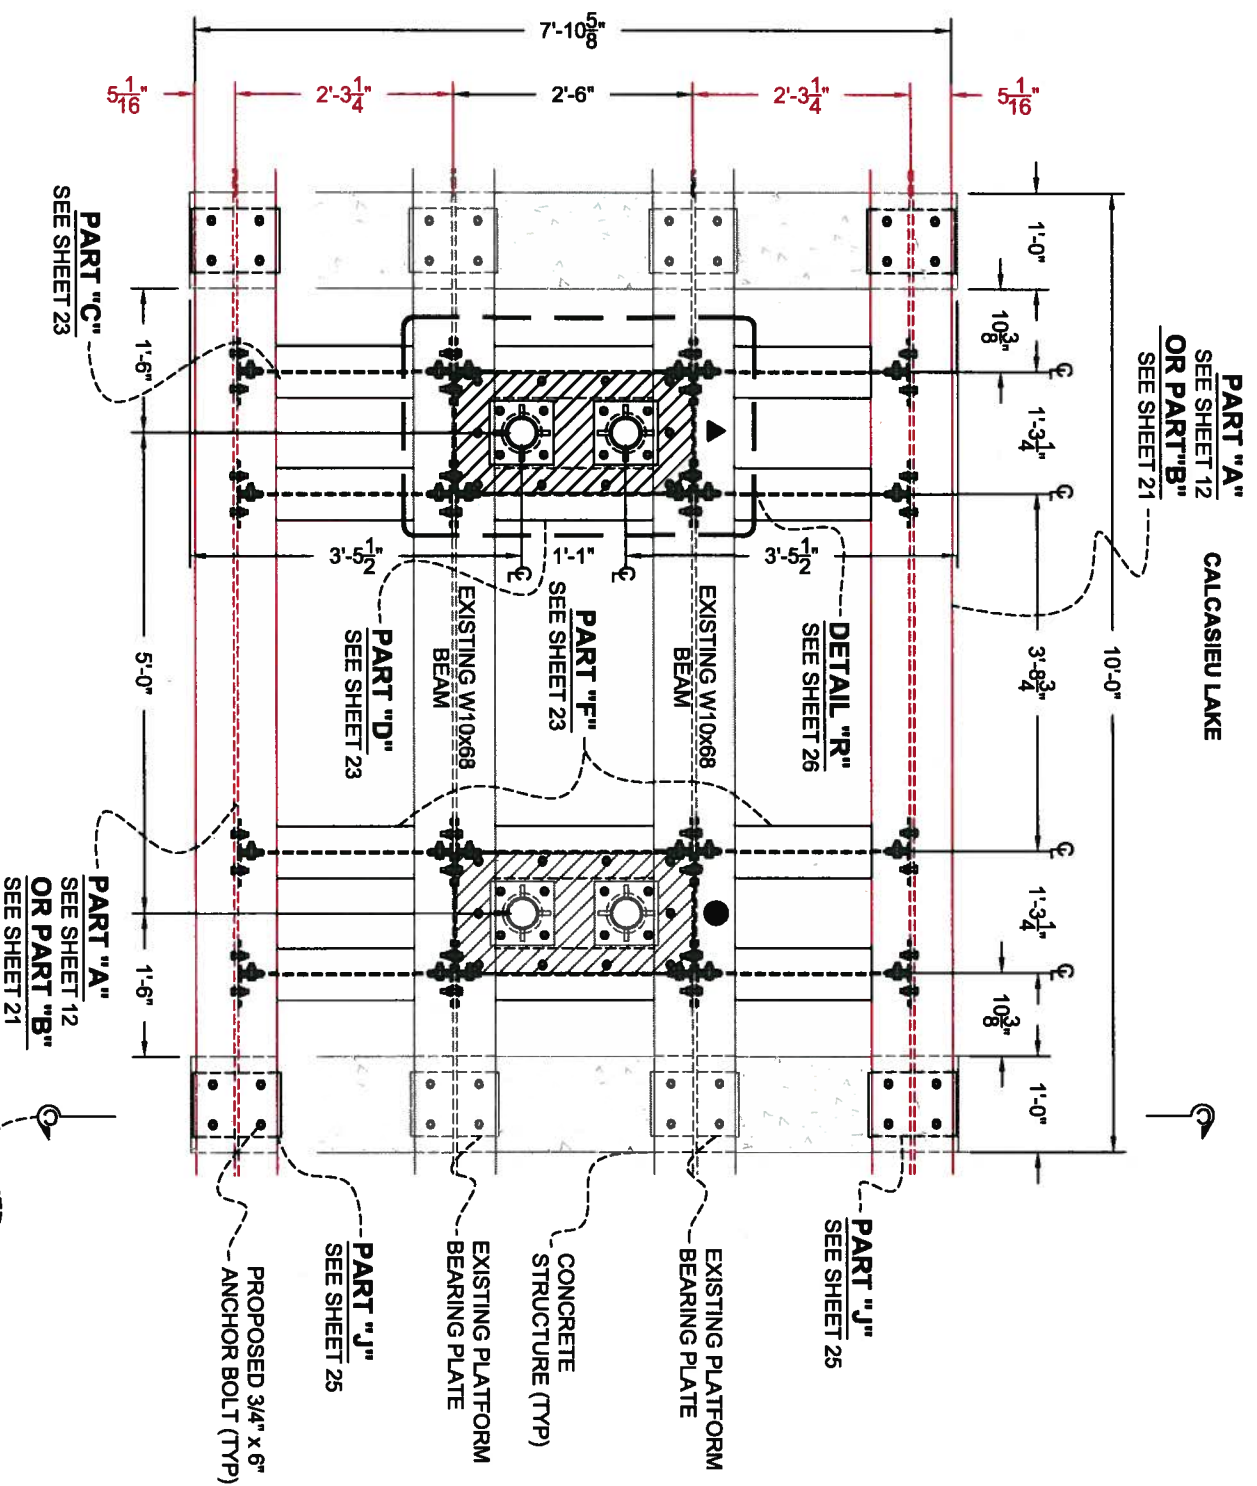 CALCASIEU LAKE
PART "A"
SEE SHEET 12
OR PART"B"
SEE SHEET 21
10'-0"
1'-0"
10 3/8"
1'-3 1/4"
3'-8 3/4"
1'-3 1/4"
10 3/8"
1'-0"
℄
℄
℄
℄
7'-10 5/8"
5 1/16"
2'-3 1/4"
2'-6"
2'-3 1/4"
5 1/16"
3'-5 1/2"
1'-1"
3'-5 1/2"
℄
℄
DETAIL "R"
SEE SHEET 26
EXISTING W10x68
BEAM
PART "F"
SEE SHEET 23
EXISTING W10x68
BEAM
PART "D"
SEE SHEET 23
PART "C"
SEE SHEET 23
1'-6"
5'-0"
1'-6"
PART "A"
SEE SHEET 12
OR PART "B"
SEE SHEET 21
PART "J"
SEE SHEET 25
EXISTING PLATFORM
BEARING PLATE
CONCRETE
STRUCTURE (TYP)
EXISTING PLATFORM
BEARING PLATE
PART "J"
SEE SHEET 25
PROPOSED 3/4" x 6"
ANCHOR BOLT (TYP)